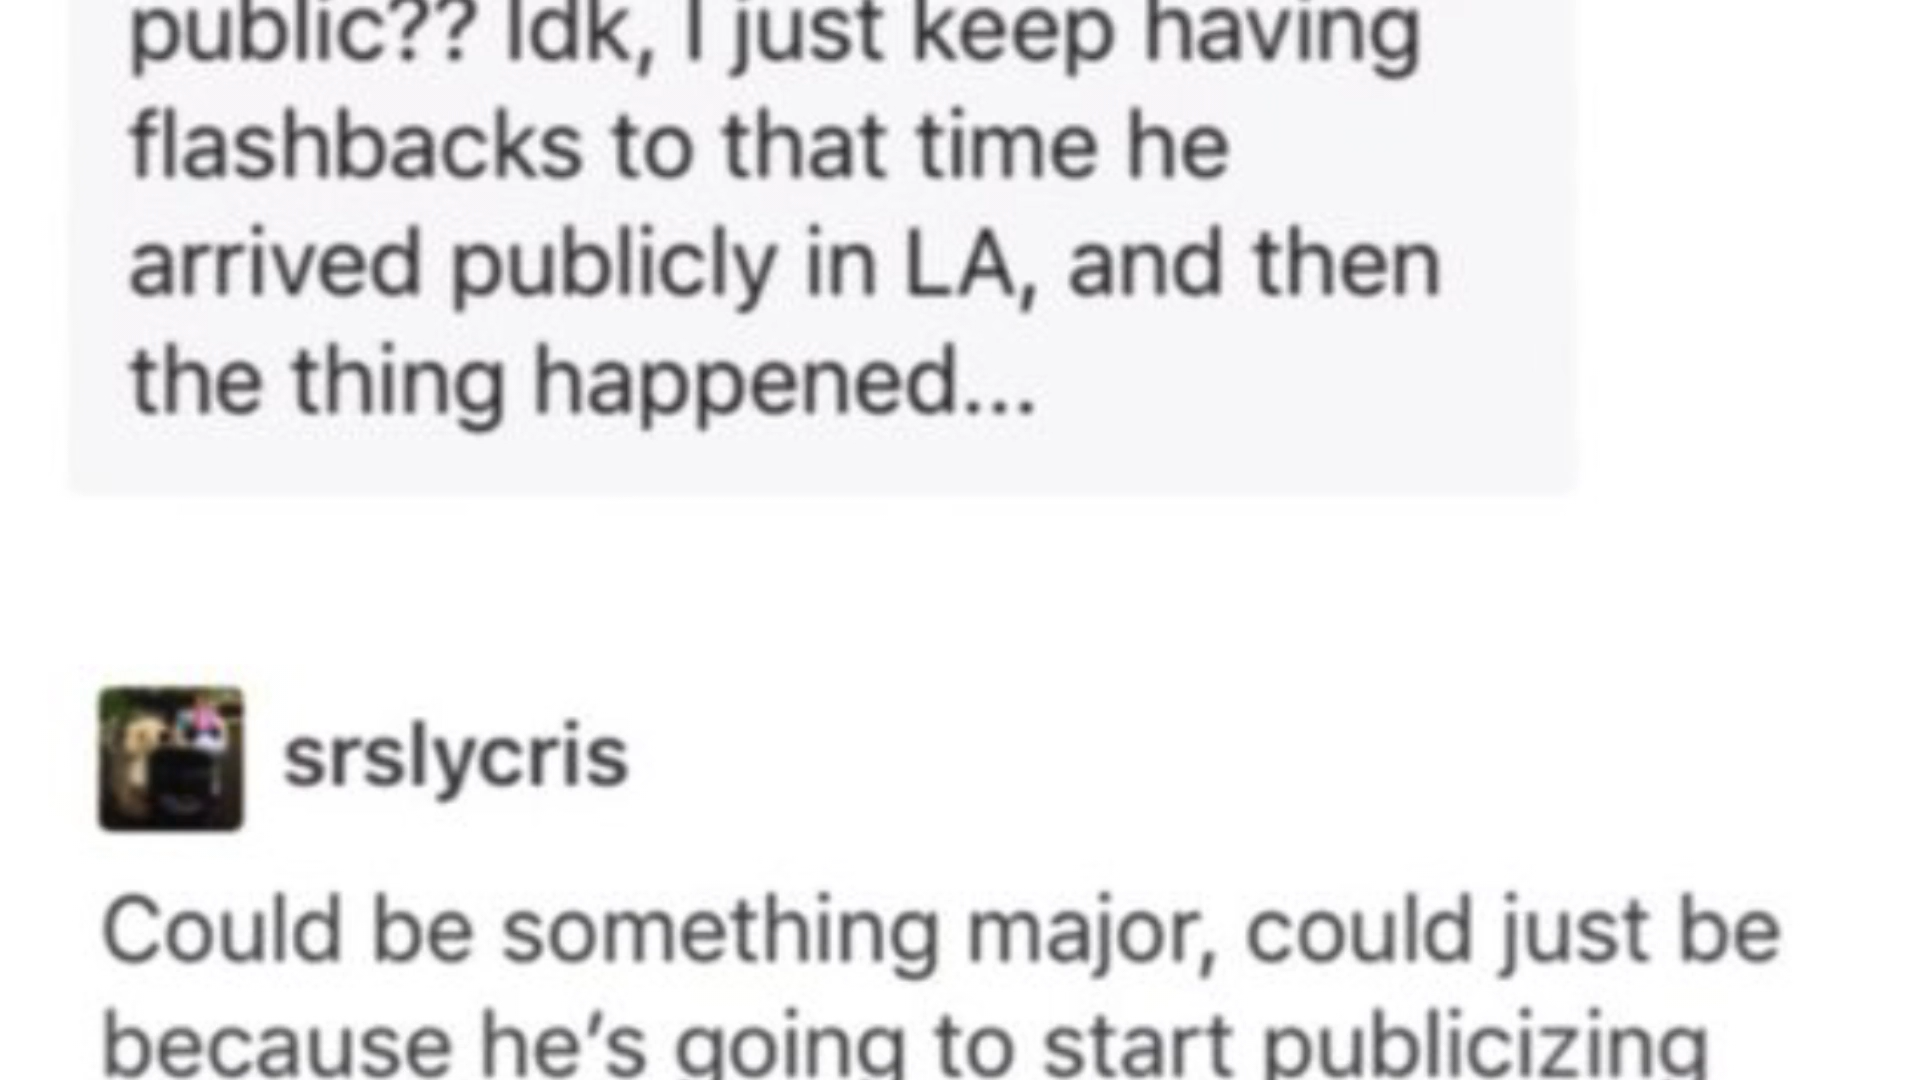 public?? Idk, I just keep having
flashbacks to that time he
arrived publicly in LA, and then
the thing happened...
srslycris
Could be something major, could just be
because he’s going to start publicizing